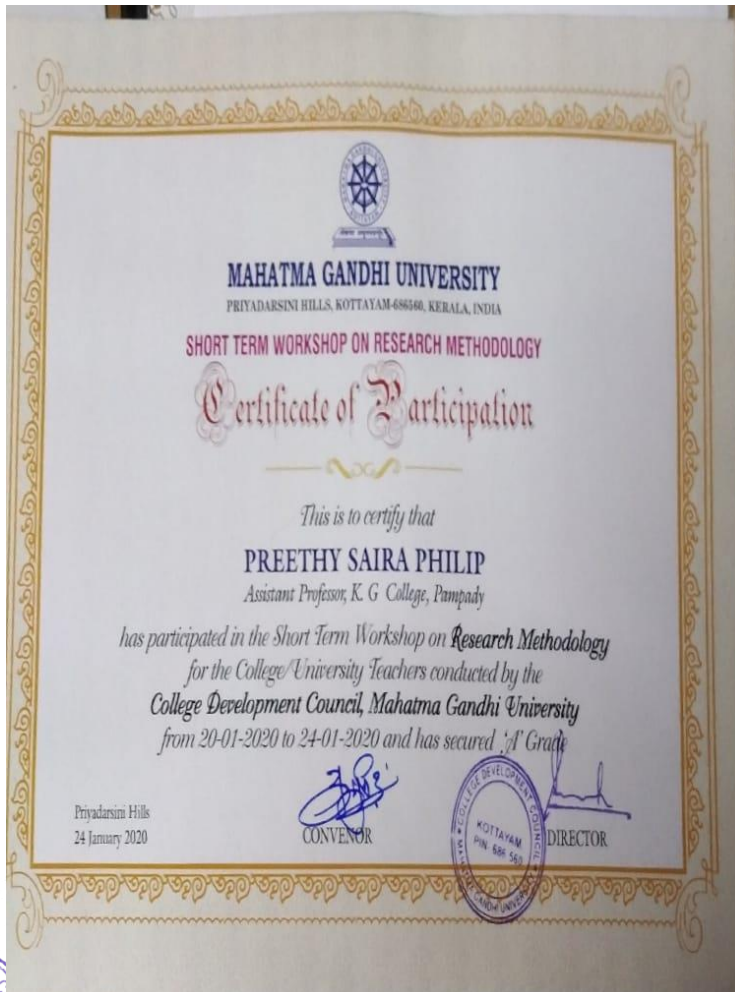 MAHATMA GANDHI UNIVERSITY
PRIYADARSINI HILLS, KOTTAYAM-686560, KERALA, INDIA
SHORT TERM WORKSHOP ON RESEARCH METHODOLOGY
Certificate of Participation
This is to certify that
PREETHY SAIRA PHILIP
Assistant Professor, K. G College, Pampady
has participated in the Short Term Workshop on Research Methodology
for the College/University Teachers conducted by the
College Development Council, Mahatma Gandhi University
from 20-01-2020 to 24-01-2020 and has secured 'A' Grade
Priyadarsini Hills
24 January 2020
CONVENOR
COLLEGE DEVELOPMENT COUNCIL
KOTTAYAM
PIN. 686 560
GANDHI
DIRECTOR